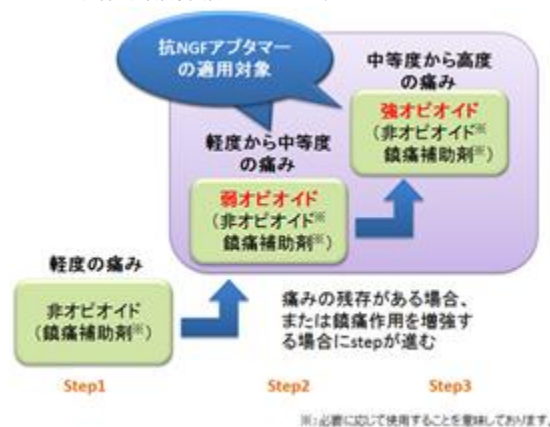 抗NGFアプタマー
の適用対象
中等度から高度
の痛み
強オピオイド
(非オピオイド※
鎮痛補助剤※)
軽度から中等度
の痛み
弱オピオイド
(非オピオイド※
鎮痛補助剤※)
軽度の痛み
非オピオイド
(鎮痛補助剤※)
痛みの残存がある場合、
または鎮痛作用を増強す
る場合にstepが進む
Step1
Step2
Step3
※:必要に応じて使用することを意味しております。